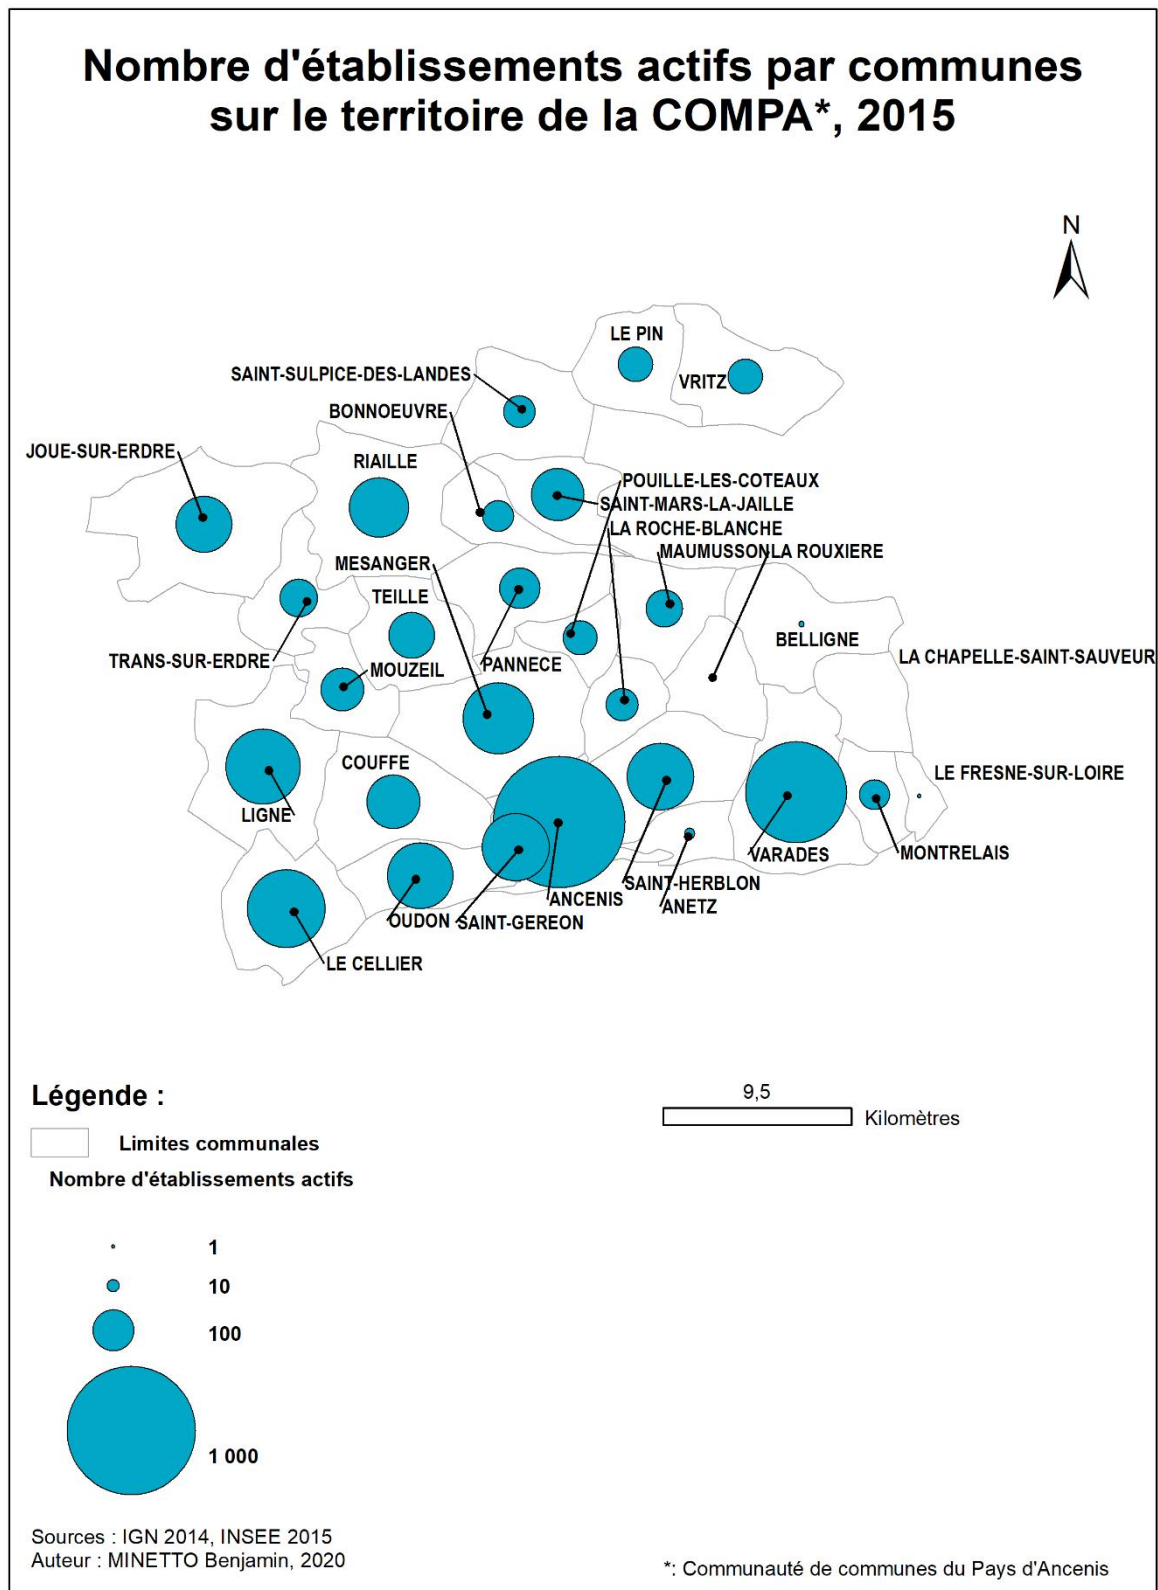 Nombre d'établissements actifs par communes
sur le territoire de la COMPA*, 2015
N
LE PIN
VRITZ
SAINT-SULPICE-DES-LANDES
BONNOEUVRE
JOUE-SUR-ERDRE
RIAILLE
POUILLE-LES-COTEAUX
SAINT-MARS-LA-JAILLE
LA ROCHE-BLANCHE
MAUMUSSON
LA ROUXIERE
MESANGER
TEILLE
BELLIGNE
LA CHAPELLE-SAINT-SAUVEUR
TRANS-SUR-ERDRE
MOUZEIL
PANNECE
COUFFE
LE FRESNE-SUR-LOIRE
LIGNE
VARADES
MONTRELAIS
SAINT-HERBLON
ANCENIS
ANETZ
OUDON
SAINT-GEREON
LE CELLIER
Légende :
Limites communales
Nombre d'établissements actifs
1
10
100
1 000
9,5
Kilomètres
Sources : IGN 2014, INSEE 2015
Auteur : MINETTO Benjamin, 2020
*: Communauté de communes du Pays d'Ancenis